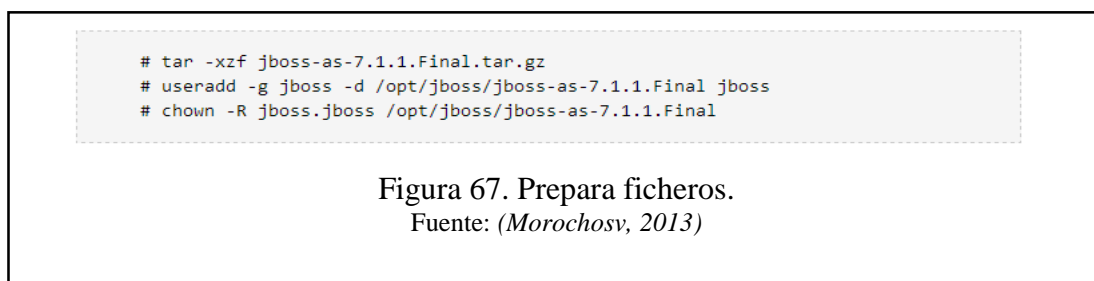 # tar -xzf jboss-as-7.1.1.Final.tar.gz
# useradd -g jboss -d /opt/jboss/jboss-as-7.1.1.Final jboss
# chown -R jboss.jboss /opt/jboss/jboss-as-7.1.1.Final
Figura 67. Prepara ficheros.
Fuente: (Morochosv, 2013)